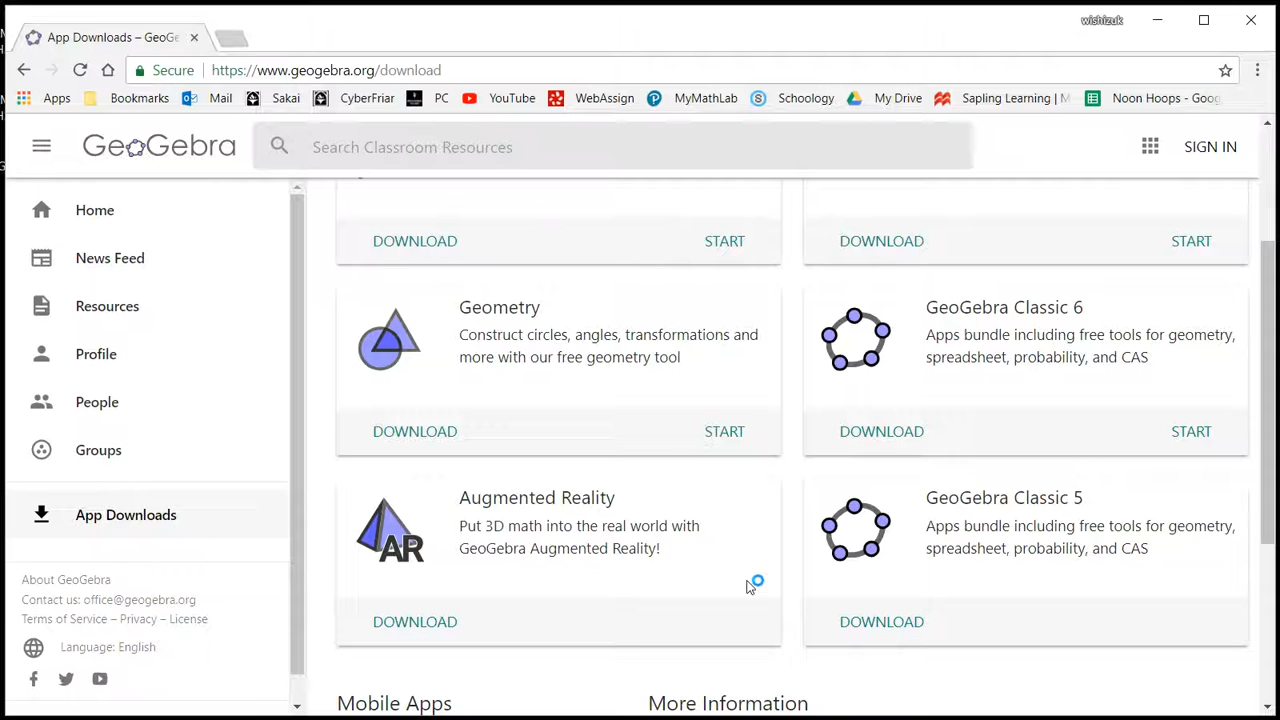 wishizuk
App Downloads – GeoGe
Secure https://www.geogebra.org/download
Apps Bookmarks Mail Sakai CyberFriar PC YouTube WebAssign MyMathLab Schoology My Drive Sapling Learning | M Noon Hoops - Goog
GeoGebra Search Classroom Resources SIGN IN
Home
News Feed
Resources
Profile
People
Groups
App Downloads
About GeoGebra
Contact us: office@geogebra.org
Terms of Service – Privacy – License
Language: English
DOWNLOAD START
DOWNLOAD START
Geometry
Construct circles, angles, transformations and
more with our free geometry tool
DOWNLOAD START
GeoGebra Classic 6
Apps bundle including free tools for geometry,
spreadsheet, probability, and CAS
DOWNLOAD START
AR
Augmented Reality
Put 3D math into the real world with
GeoGebra Augmented Reality!
DOWNLOAD
GeoGebra Classic 5
Apps bundle including free tools for geometry,
spreadsheet, probability, and CAS
DOWNLOAD
Mobile Apps
More Information